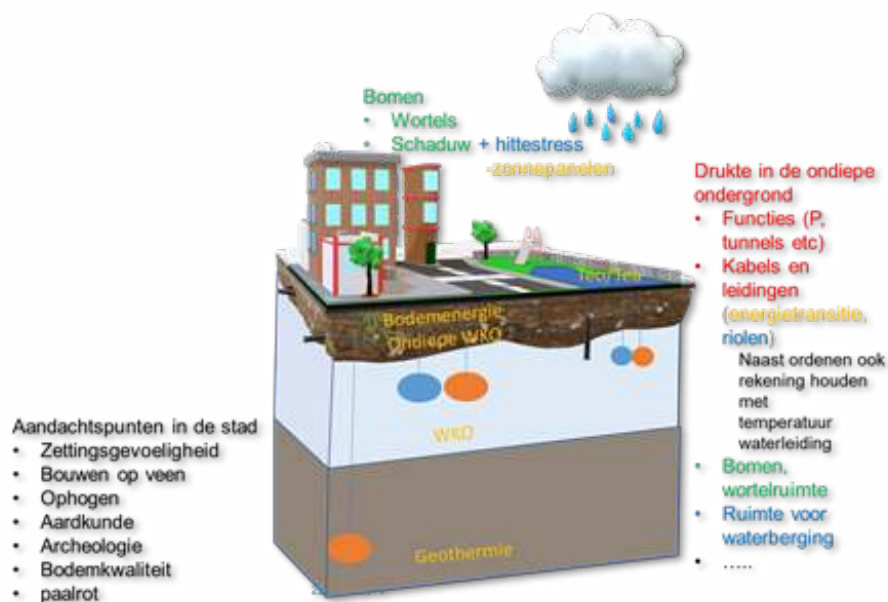 Bomen
• Wortels
• Schaduw + hittestress
-zonnepanelen
Drukte in de ondiepe
ondergrond
• Functies (P,
tunnels etc)
• Kabels en
leidingen
(energietransitie,
riolen)
Naast ordenen ook
rekening houden
met
temperatuur
waterleiding
• Bomen,
wortelruimte
• Ruimte voor
waterberging
• .....
Teo/Tea
Bodemenergie
Ondiepe WKO
WKO
Geothermie
Aandachtspunten in de stad
• Zettingsgevoeligheid
• Bouwen op veen
• Ophogen
• Aardkunde
• Archeologie
• Bodemkwaliteit
• paalrot